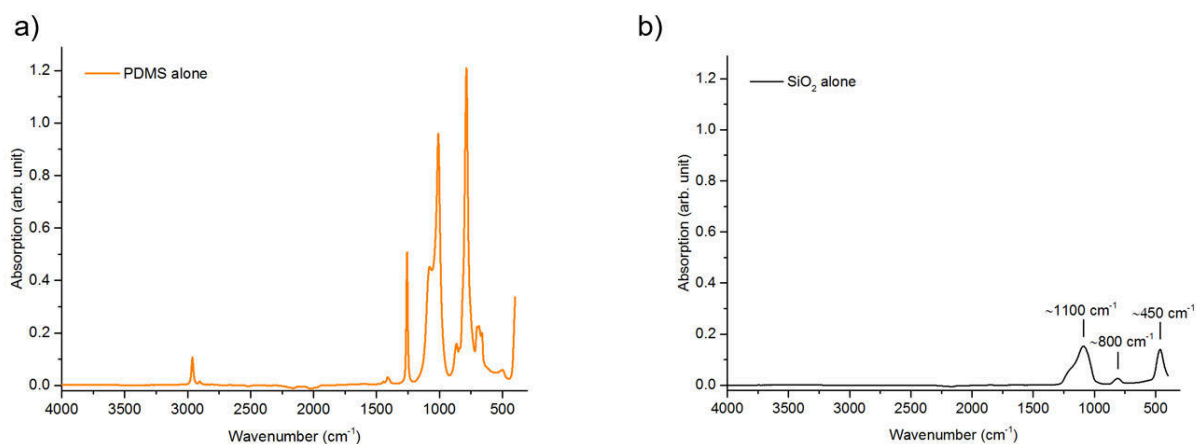 a)
PDMS alone
1.2
1.0
0.8
0.6
0.4
0.2
0.0
Absorption (arb. unit)
4000 3500 3000 2500 2000 1500 1000 500
Wavenumber (cm⁻¹)
b)
SiO₂ alone
1.2
1.0
0.8
0.6
0.4
0.2
0.0
Absorption (arb. unit)
~1100 cm⁻¹
~450 cm⁻¹
~800 cm⁻¹
4000 3500 3000 2500 2000 1500 1000 500
Wavenumber (cm⁻¹)